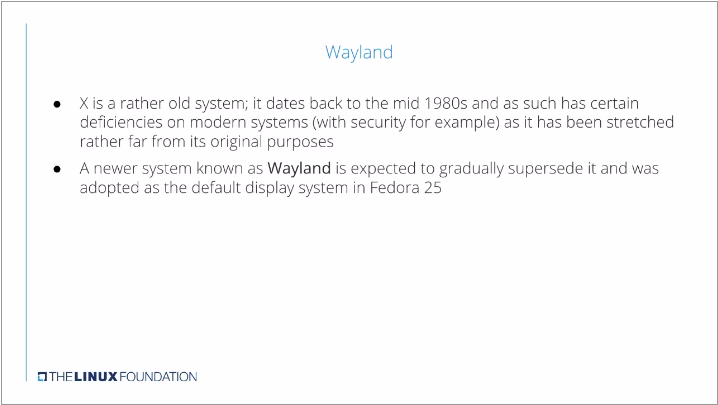 Wayland
● X is a rather old system; it dates back to the mid 1980s and as such has certain
deficiencies on modern systems (with security for example) as it has been stretched
rather far from its original purposes
● A newer system known as Wayland is expected to gradually supersede it and was
adopted as the default display system in Fedora 25
THE LINUX FOUNDATION